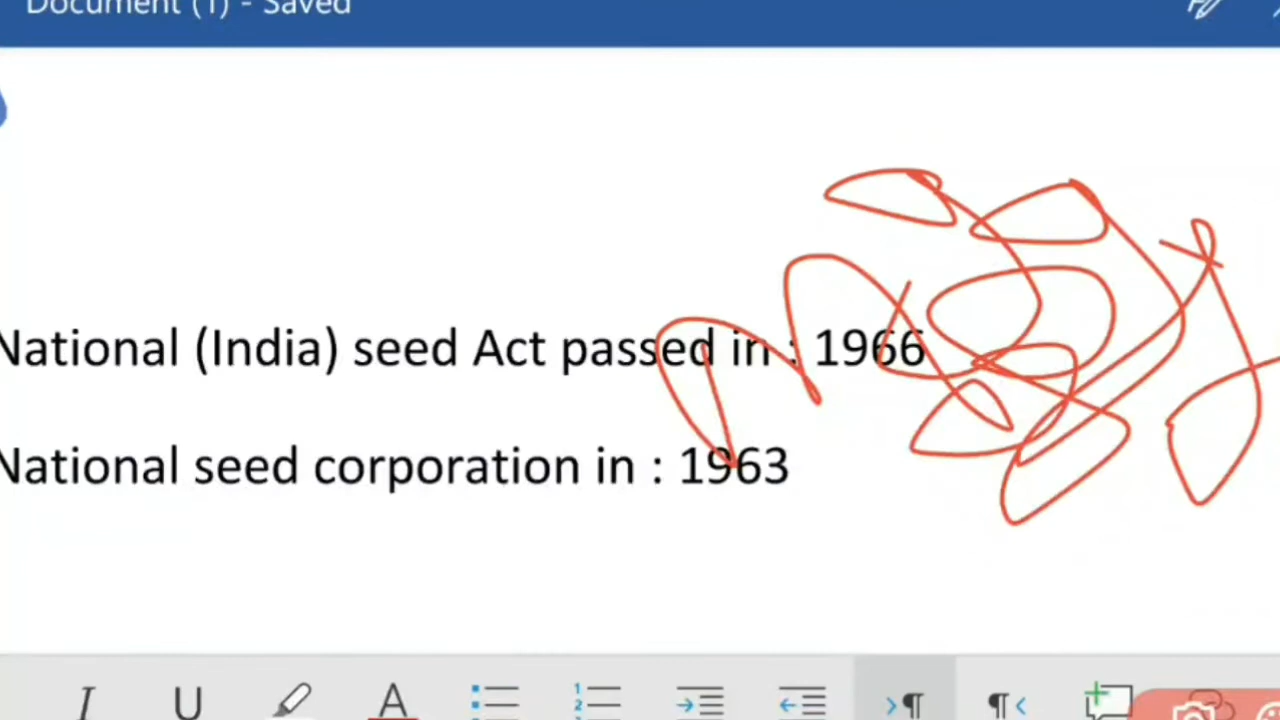 Document (1) - Saved
National (India) seed Act passed in : 1966
National seed corporation in : 1963